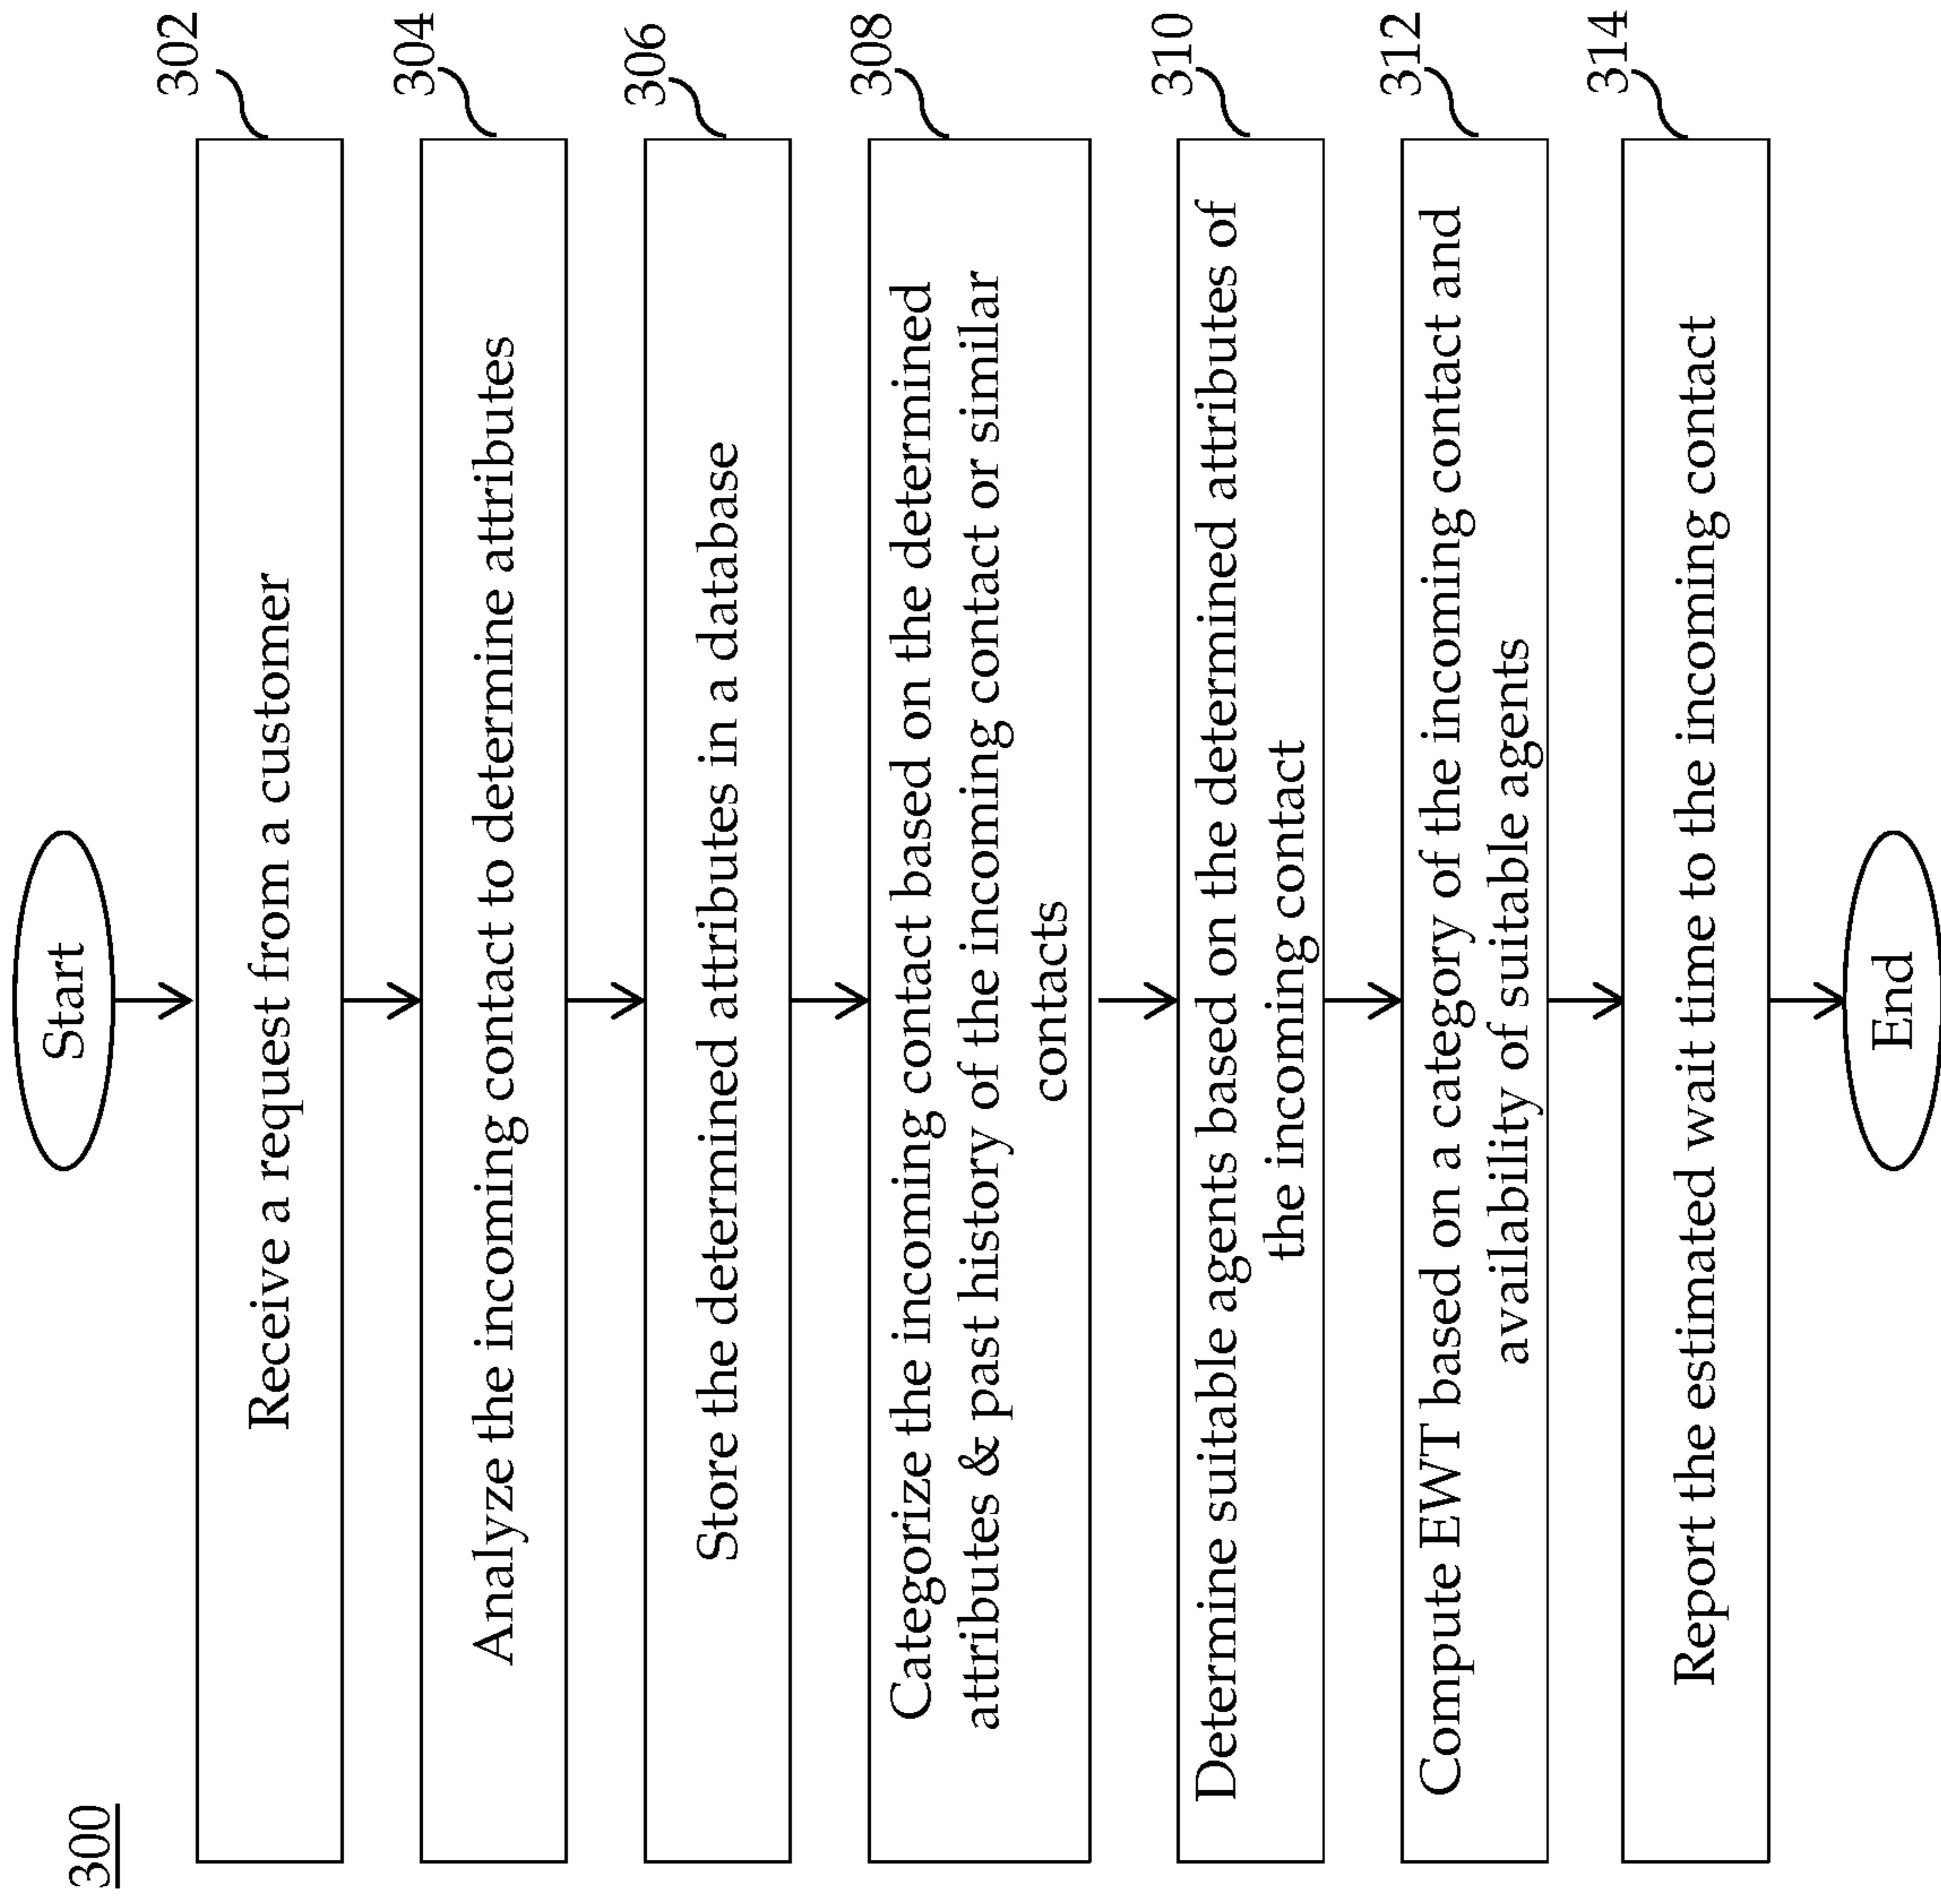 300
Start
302
Receive a request from a customer
304
Analyze the incoming contact to determine attributes
306
Store the determined attributes in a database
308
Categorize the incoming contact based on the determined
attributes & past history of the incoming contact or similar
contacts
310
Determine suitable agents based on the determined attributes of
the incoming contact
312
Compute EWT based on a category of the incoming contact and
availability of suitable agents
314
Report the estimated wait time to the incoming contact
End